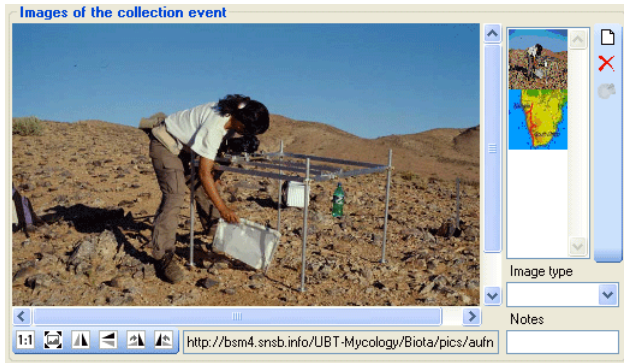 Images of the collection event
Image type
Notes
1:1
http://bsm4.snsb.info/UBT-Mycology/Biota/pics/aufn